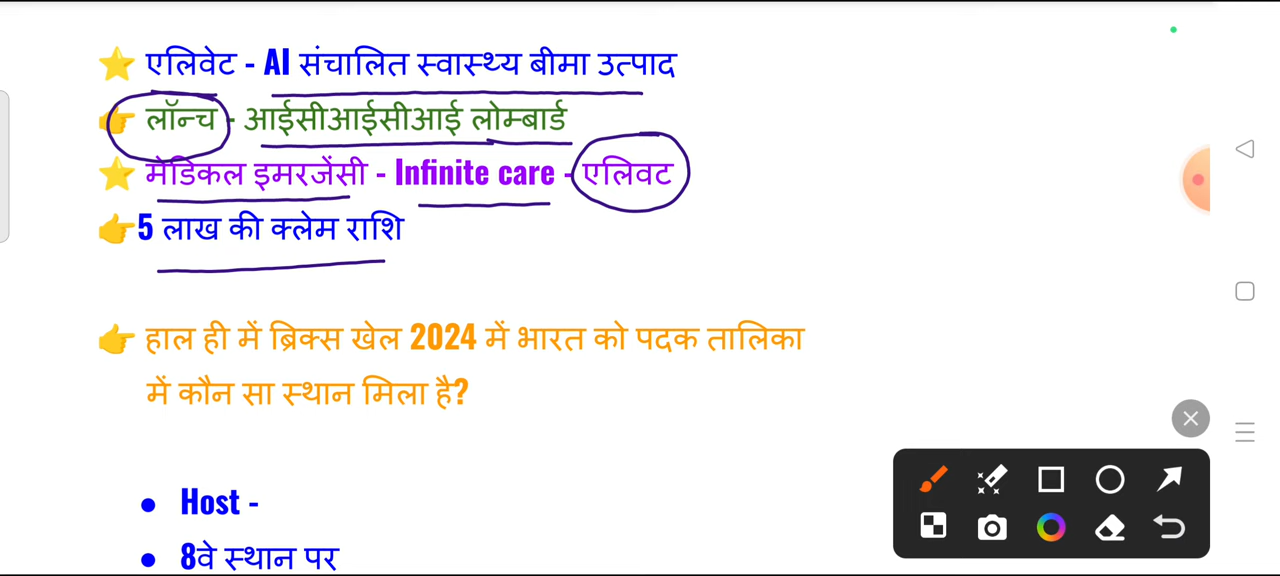 ⭐ एलिवेट - AI संचालित स्वास्थ्य बीमा उत्पाद
👉 लॉन्च - आईसीआईसीआई लोम्बार्ड
⭐ मेडिकल इमरजेंसी - Infinite care - एलिवट
👉5 लाख की क्लेम राशि
👉 हाल ही में ब्रिक्स खेल 2024 में भारत को पदक तालिका
में कौन सा स्थान मिला है?
● Host -
● 8वे स्थान पर